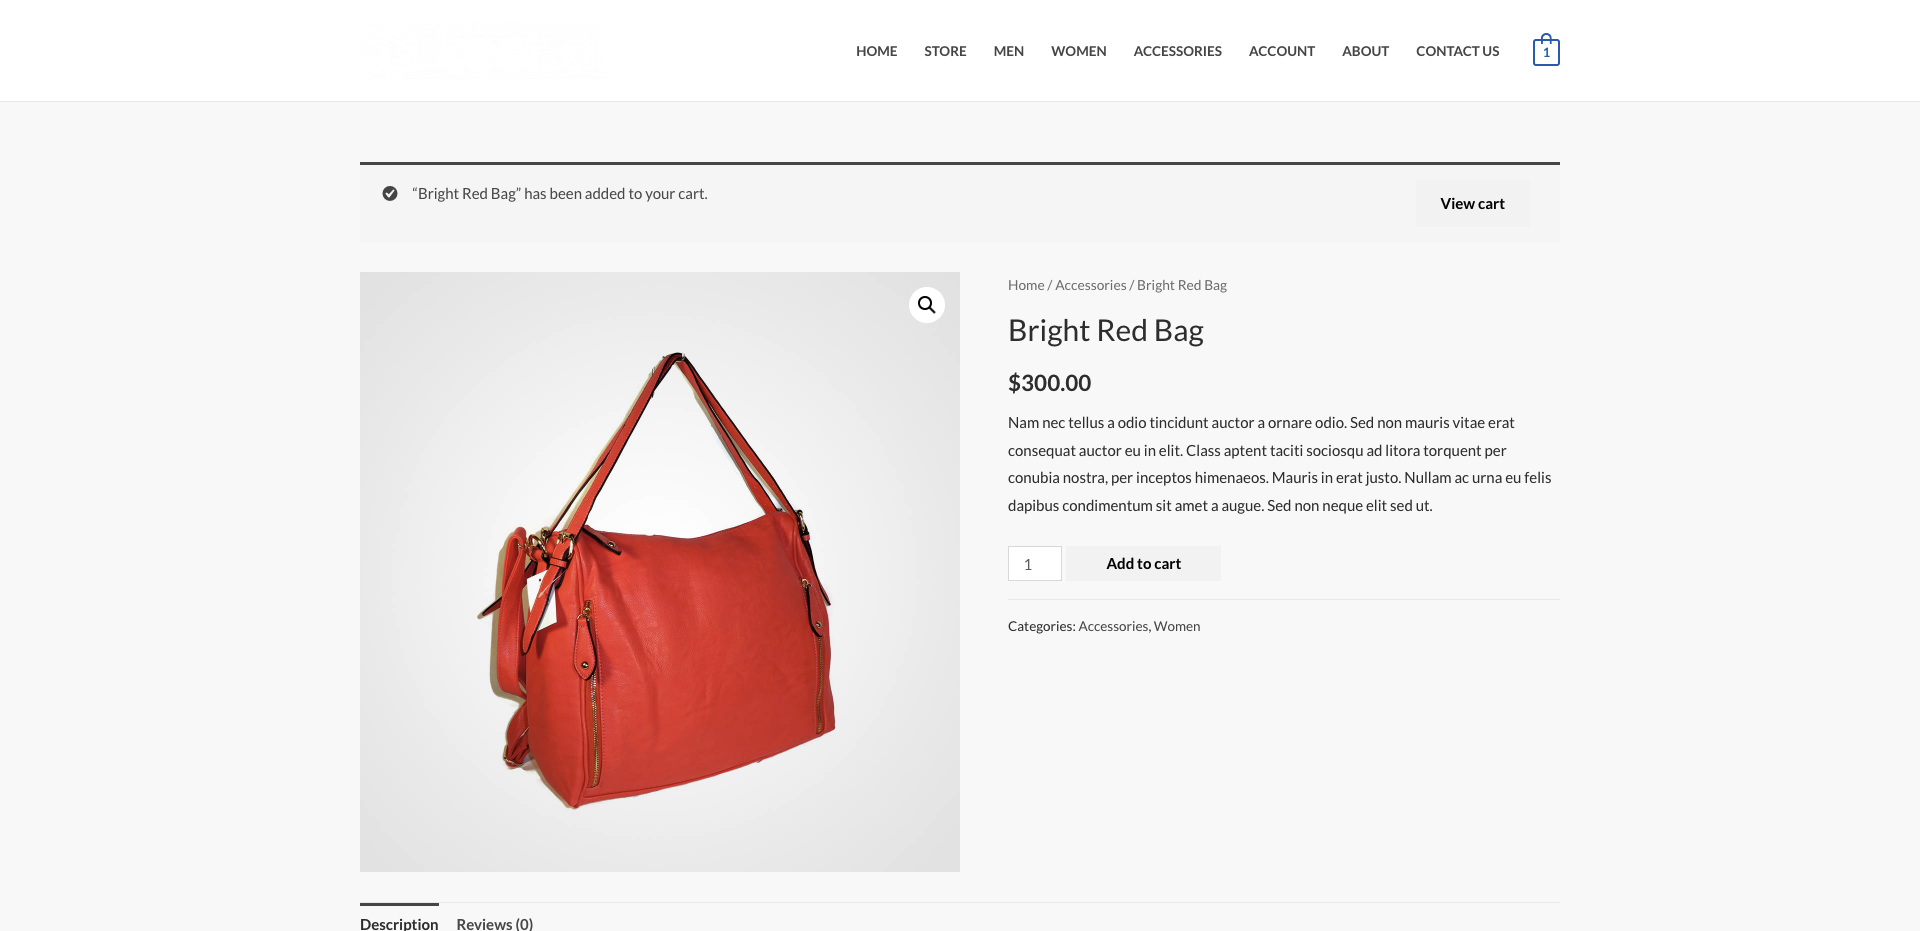 HOME STORE MEN WOMEN ACCESSORIES ACCOUNT ABOUT CONTACT US 1
“Bright Red Bag” has been added to your cart. View cart
Home / Accessories / Bright Red Bag
Bright Red Bag
$300.00
Nam nec tellus a odio tincidunt auctor a ornare odio. Sed non mauris vitae erat
consequat auctor eu in elit. Class aptent taciti sociosqu ad litora torquent per
conubia nostra, per inceptos himenaeos. Mauris in erat justo. Nullam ac urna eu felis
dapibus condimentum sit amet a augue. Sed non neque elit sed ut.
1 Add to cart
Categories: Accessories, Women
Description Reviews (0)